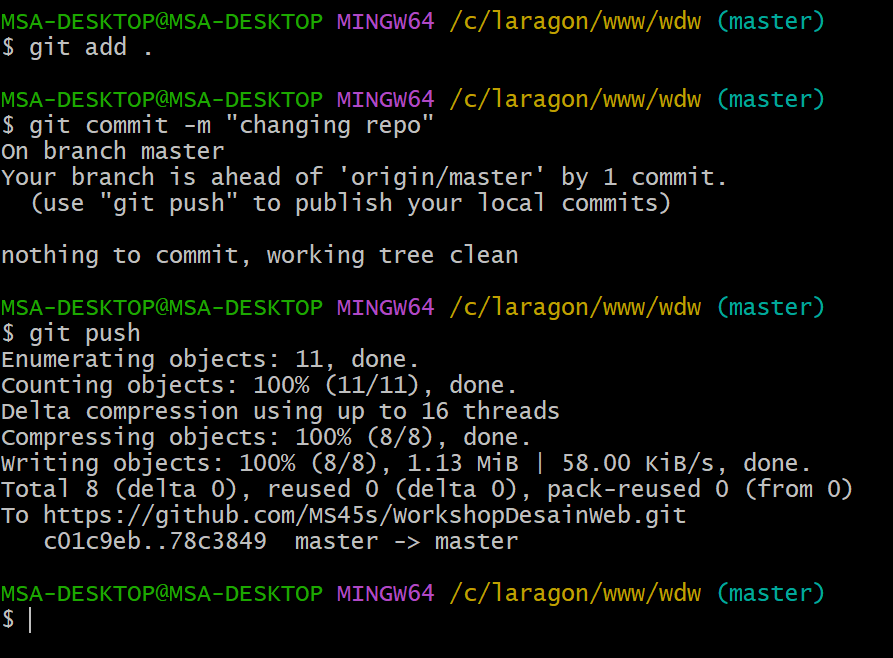 MSA-DESKTOP@MSA-DESKTOP MINGW64 /c/laragon/www/wdw (master)
$ git add .
MSA-DESKTOP@MSA-DESKTOP MINGW64 /c/laragon/www/wdw (master)
$ git commit -m "changing repo"
On branch master
Your branch is ahead of 'origin/master' by 1 commit.
  (use "git push" to publish your local commits)
nothing to commit, working tree clean
MSA-DESKTOP@MSA-DESKTOP MINGW64 /c/laragon/www/wdw (master)
$ git push
Enumerating objects: 11, done.
Counting objects: 100% (11/11), done.
Delta compression using up to 16 threads
Compressing objects: 100% (8/8), done.
Writing objects: 100% (8/8), 1.13 MiB | 58.00 KiB/s, done.
Total 8 (delta 0), reused 0 (delta 0), pack-reused 0 (from 0)
To https://github.com/MS45s/WorkshopDesainWeb.git
   c01c9eb..78c3849  master -> master
MSA-DESKTOP@MSA-DESKTOP MINGW64 /c/laragon/www/wdw (master)
$